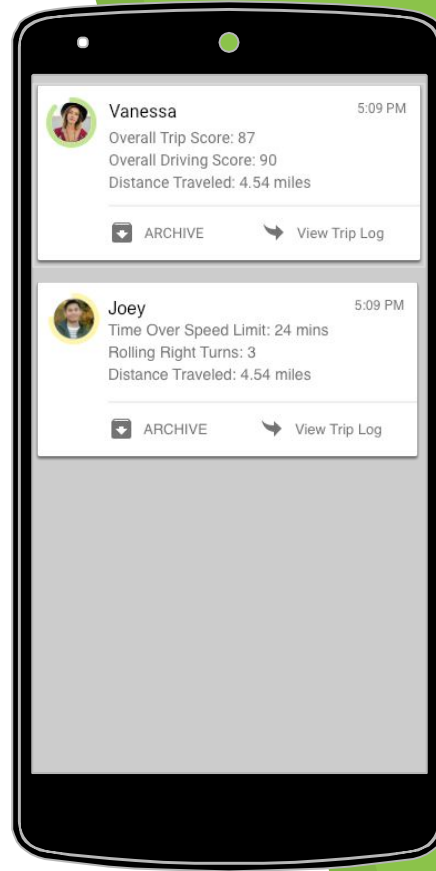 Vanessa
5:09 PM
Overall Trip Score: 87
Overall Driving Score: 90
Distance Traveled: 4.54 miles
ARCHIVE
View Trip Log
Joey
5:09 PM
Time Over Speed Limit: 24 mins
Rolling Right Turns: 3
Distance Traveled: 4.54 miles
ARCHIVE
View Trip Log